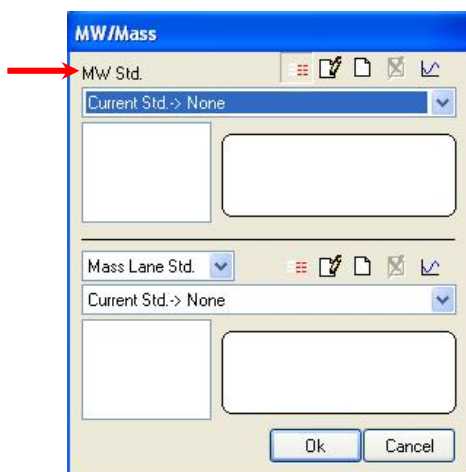 MW/Mass
MW Std.
Current Std.-> None
Mass Lane Std.
Current Std.-> None
Ok Cancel